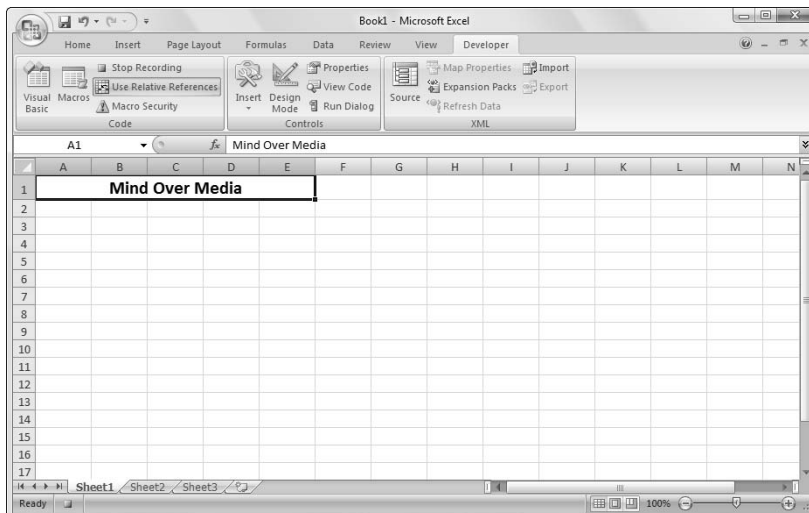 Book1 - Microsoft Excel
Home Insert Page Layout Formulas Data Review View Developer
Visual Basic
Macros
Stop Recording
Use Relative References
Macro Security
Code
Insert
Design Mode
Properties
View Code
Run Dialog
Controls
Source
Map Properties
Expansion Packs
Refresh Data
Import
Export
XML
A1 fx Mind Over Media
A B C D E F G H I J K L M N
1 Mind Over Media
2
3
4
5
6
7
8
9
10
11
12
13
14
15
16
17
Sheet1 Sheet2 Sheet3
Ready 100%